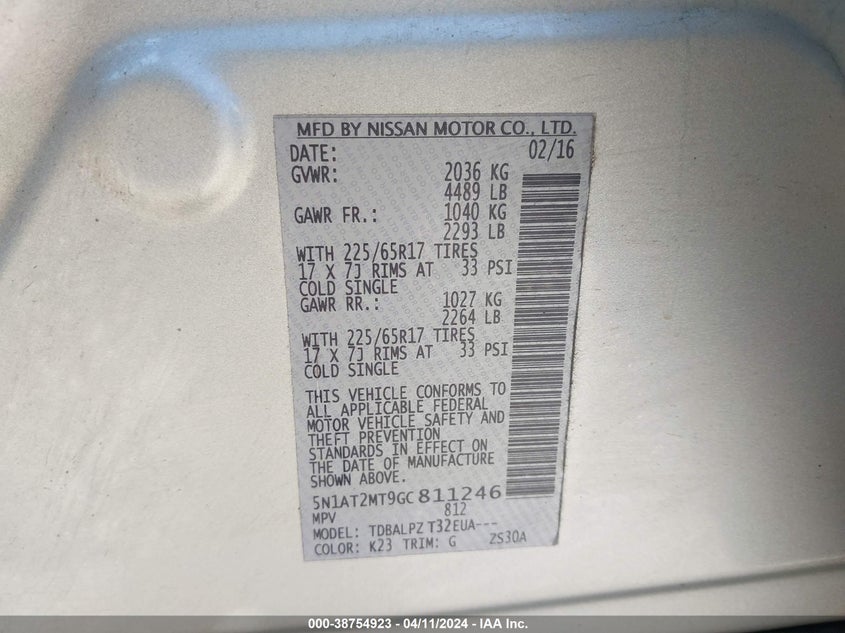 MFD BY NISSAN MOTOR CO., LTD.
DATE: 02/16
GVWR: 2036 KG
4489 LB
GAWR FR.: 1040 KG
2293 LB
WITH 225/65R17 TIRES
17 X 7J RIMS AT 33 PSI
COLD SINGLE
GAWR RR.: 1027 KG
2264 LB
WITH 225/65R17 TIRES
17 X 7J RIMS AT 33 PSI
COLD SINGLE
THIS VEHICLE CONFORMS TO
ALL APPLICABLE FEDERAL
MOTOR VEHICLE SAFETY AND
THEFT PREVENTION
STANDARDS IN EFFECT ON
THE DATE OF MANUFACTURE
SHOWN ABOVE.
5N1AT2MT9GC811246
MPV 812
MODEL: TDBALPZ T32EUA---
COLOR: K23 TRIM: G ZS30A
000-38754923 - 04/11/2024 - IAA Inc.